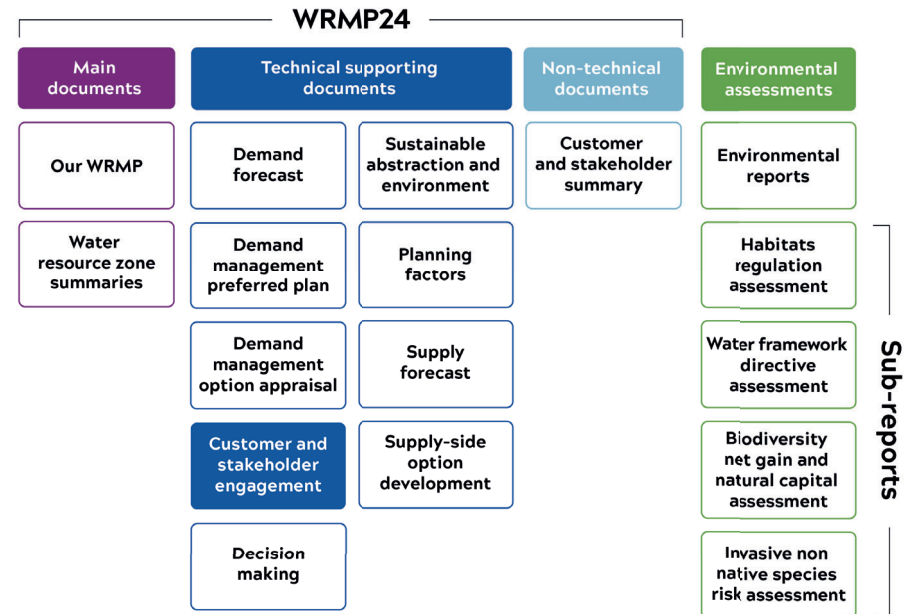 WRMP24
Main
documents
Technical supporting
documents
Non-technical
documents
Environmental
assessments
Our WRMP
Demand
forecast
Sustainable
abstraction and
environment
Customer
and stakeholder
summary
Environmental
reports
Water
resource zone
summaries
Demand
management
preferred plan
Planning
factors
Habitats
regulation
assessment
Demand
management
option appraisal
Supply
forecast
Water framework
directive
assessment
Customer and
stakeholder
engagement
Supply-side
option
development
Biodiversity
net gain and
natural capital
assessment
Decision
making
Invasive non
native species
risk assessment
Sub-reports